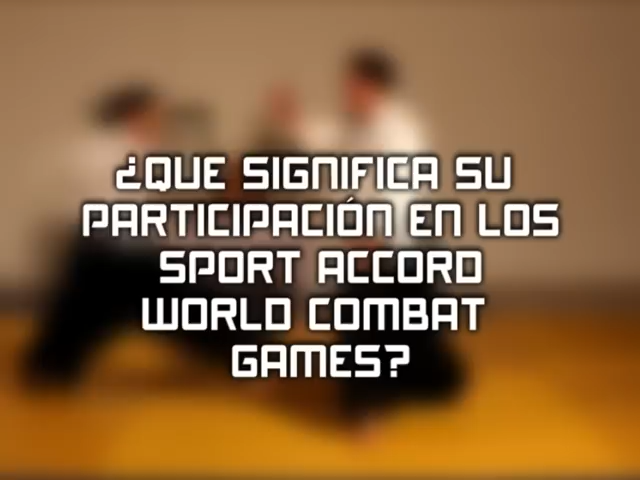 ¿QUE SIGNIFICA SU
PARTICIPACIÓN EN LOS
SPORT ACCORD
WORLD COMBAT
GAMES?